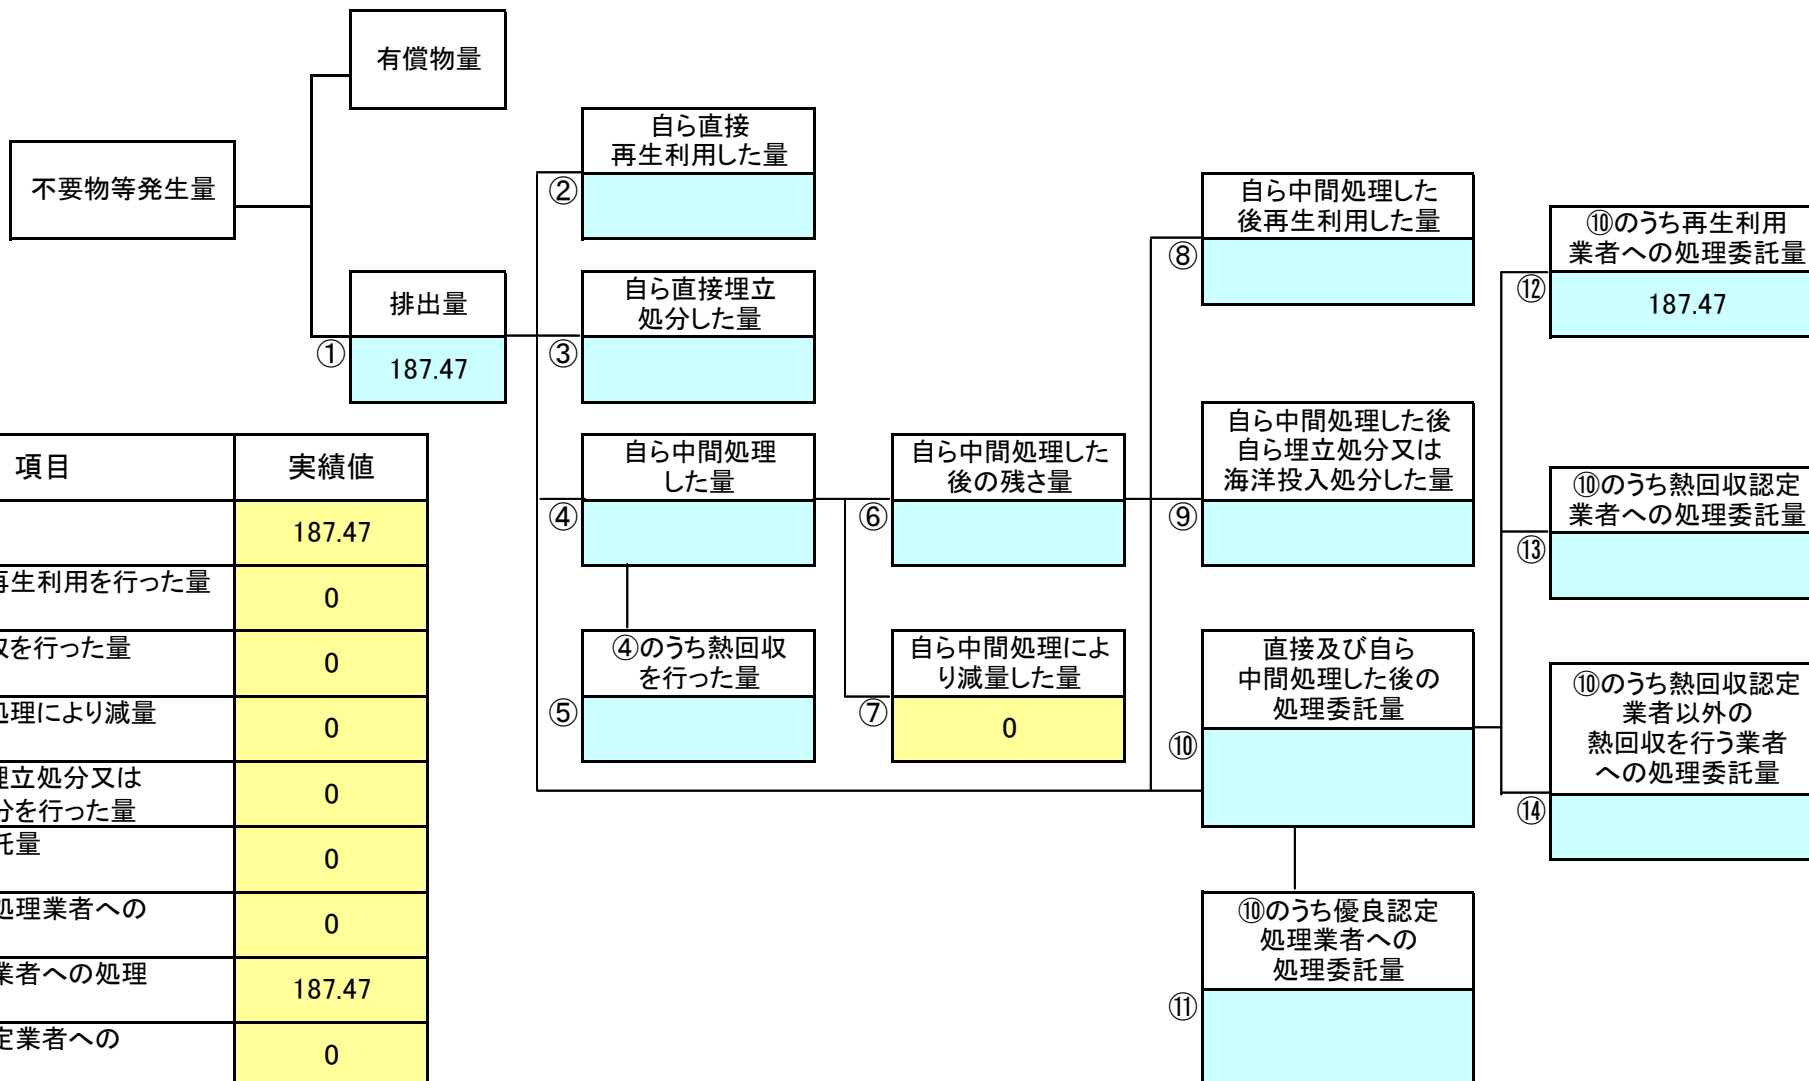 有償物量
不要物等発生量
排出量
①
187.47
自ら直接
再生利用した量
②
自ら直接埋立
処分した量
③
自ら中間処理
した量
④
④のうち熱回収
を行った量
⑤
自ら中間処理した
後の残さ量
⑥
自ら中間処理によ
り減量した量
⑦
0
自ら中間処理した
後再生利用した量
⑧
自ら中間処理した後
自ら埋立処分又は
海洋投入処分した量
⑨
直接及び自ら
中間処理した後の
処理委託量
⑩
⑩のうち優良認定
処理業者への
処理委託量
⑪
⑩のうち再生利用
業者への処理委託量
⑫
187.47
⑩のうち熱回収認定
業者への処理委託量
⑬
⑩のうち熱回収認定
業者以外の
熱回収を行う業者
への処理委託量
⑭
項目
実績値
187.47
再生利用を行った量
0
を行った量
0
処理により減量
0
埋立処分又は
分を行った量
0
託量
0
処理業者への
0
業者への処理
187.47
定業者への
0